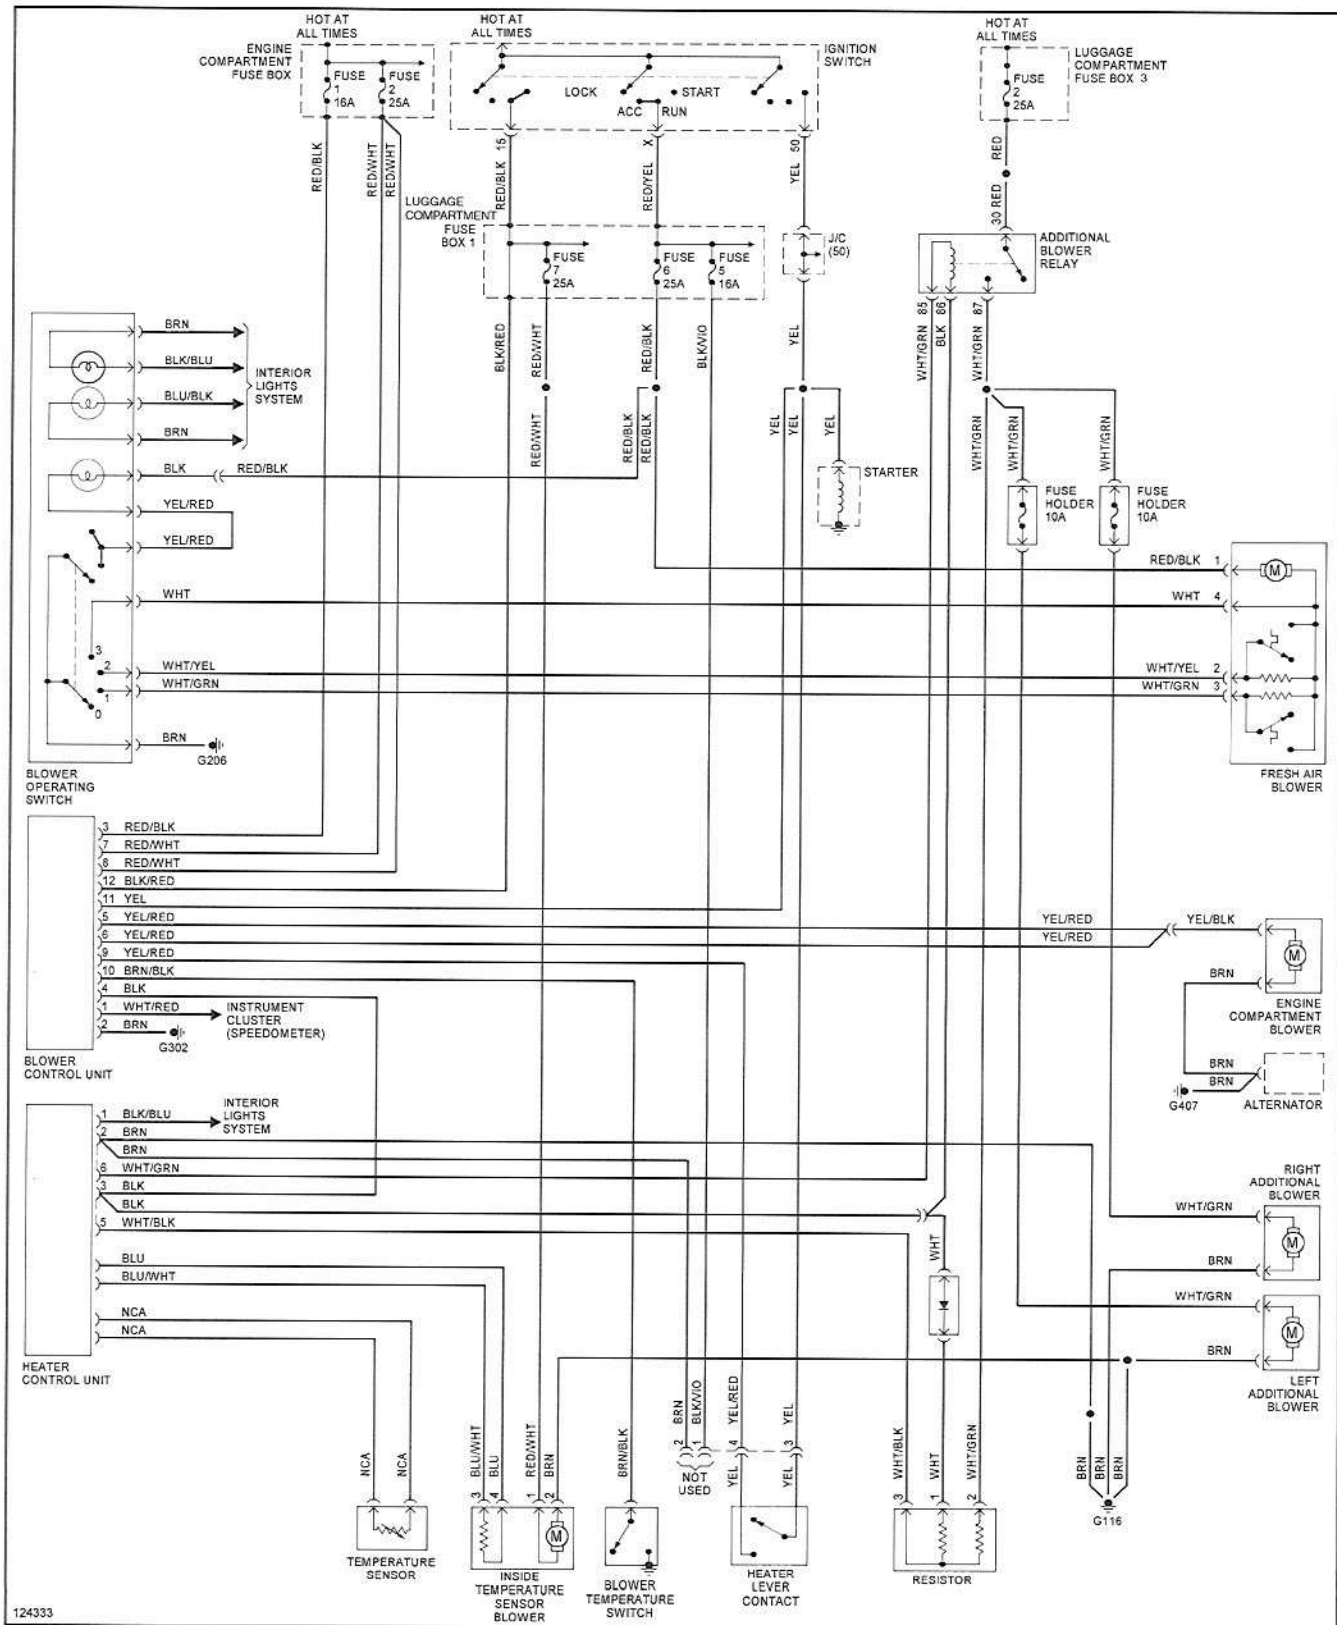 HOT AT
ALL TIMES
HOT AT
ALL TIMES
HOT AT
ALL TIMES
ENGINE
COMPARTMENT
FUSE BOX
FUSE
1
16A
FUSE
2
25A
LOCK
ACC
RUN
START
IGNITION
SWITCH
FUSE
2
25A
LUGGAGE
COMPARTMENT
FUSE BOX 3
RED/BLK
RED/WHT
RED/WHT
15
RED/BLK
X
RED/YEL
50
YEL
RED
30 RED
LUGGAGE
COMPARTMENT
FUSE
BOX 1
FUSE
7
25A
FUSE
6
25A
FUSE
5
16A
J/C
(50)
ADDITIONAL
BLOWER
RELAY
BLK/RED
RED/WHT
RED/BLK
BLK/VIO
YEL
WHT/GRN 85
BLK 86
WHT/GRN 87
BRN
BLK/BLU
BLU/BLK
BRN
INTERIOR
LIGHTS
SYSTEM
BLK
RED/BLK
YEL/RED
YEL/RED
RED/WHT
RED/BLK
RED/BLK
YEL
YEL
YEL
WHT/GRN
WHT/GRN
WHT/GRN
STARTER
FUSE
HOLDER
10A
FUSE
HOLDER
10A
RED/BLK 1
M
WHT
WHT 4
3
2
WHT/YEL
WHT/YEL 2
1
WHT/GRN
WHT/GRN 3
0
BRN
G206
BLOWER
OPERATING
SWITCH
FRESH AIR
BLOWER
3 RED/BLK
7 RED/WHT
8 RED/WHT
12 BLK/RED
11 YEL
5 YEL/RED
6 YEL/RED
9 YEL/RED
10 BRN/BLK
4 BLK
1 WHT/RED
2 BRN
INSTRUMENT
CLUSTER
(SPEEDOMETER)
G302
BLOWER
CONTROL UNIT
YEL/RED
YEL/RED
YEL/BLK
M
BRN
ENGINE
COMPARTMENT
BLOWER
BRN
BRN
G407
ALTERNATOR
1 BLK/BLU
INTERIOR
LIGHTS
SYSTEM
2 BRN
BRN
6 WHT/GRN
3 BLK
BLK
5 WHT/BLK
BLU
BLU/WHT
NCA
NCA
HEATER
CONTROL UNIT
WHT
RIGHT
ADDITIONAL
BLOWER
WHT/GRN
M
BRN
WHT/GRN
M
BRN
LEFT
ADDITIONAL
BLOWER
NCA
NCA
3 BLU/WHT
4 BLU
1 RED/WHT
2 BRN
BRN/BLK
2 BRN
1 BLK/VIO
NOT
USED
4 YEL/RED
3 YEL
YEL
YEL
3 WHT/BLK
1 WHT
2 WHT/GRN
BRN
BRN
BRN
G116
M
TEMPERATURE
SENSOR
INSIDE
TEMPERATURE
SENSOR
BLOWER
BLOWER
TEMPERATURE
SWITCH
HEATER
LEVER
CONTACT
RESISTOR
124333